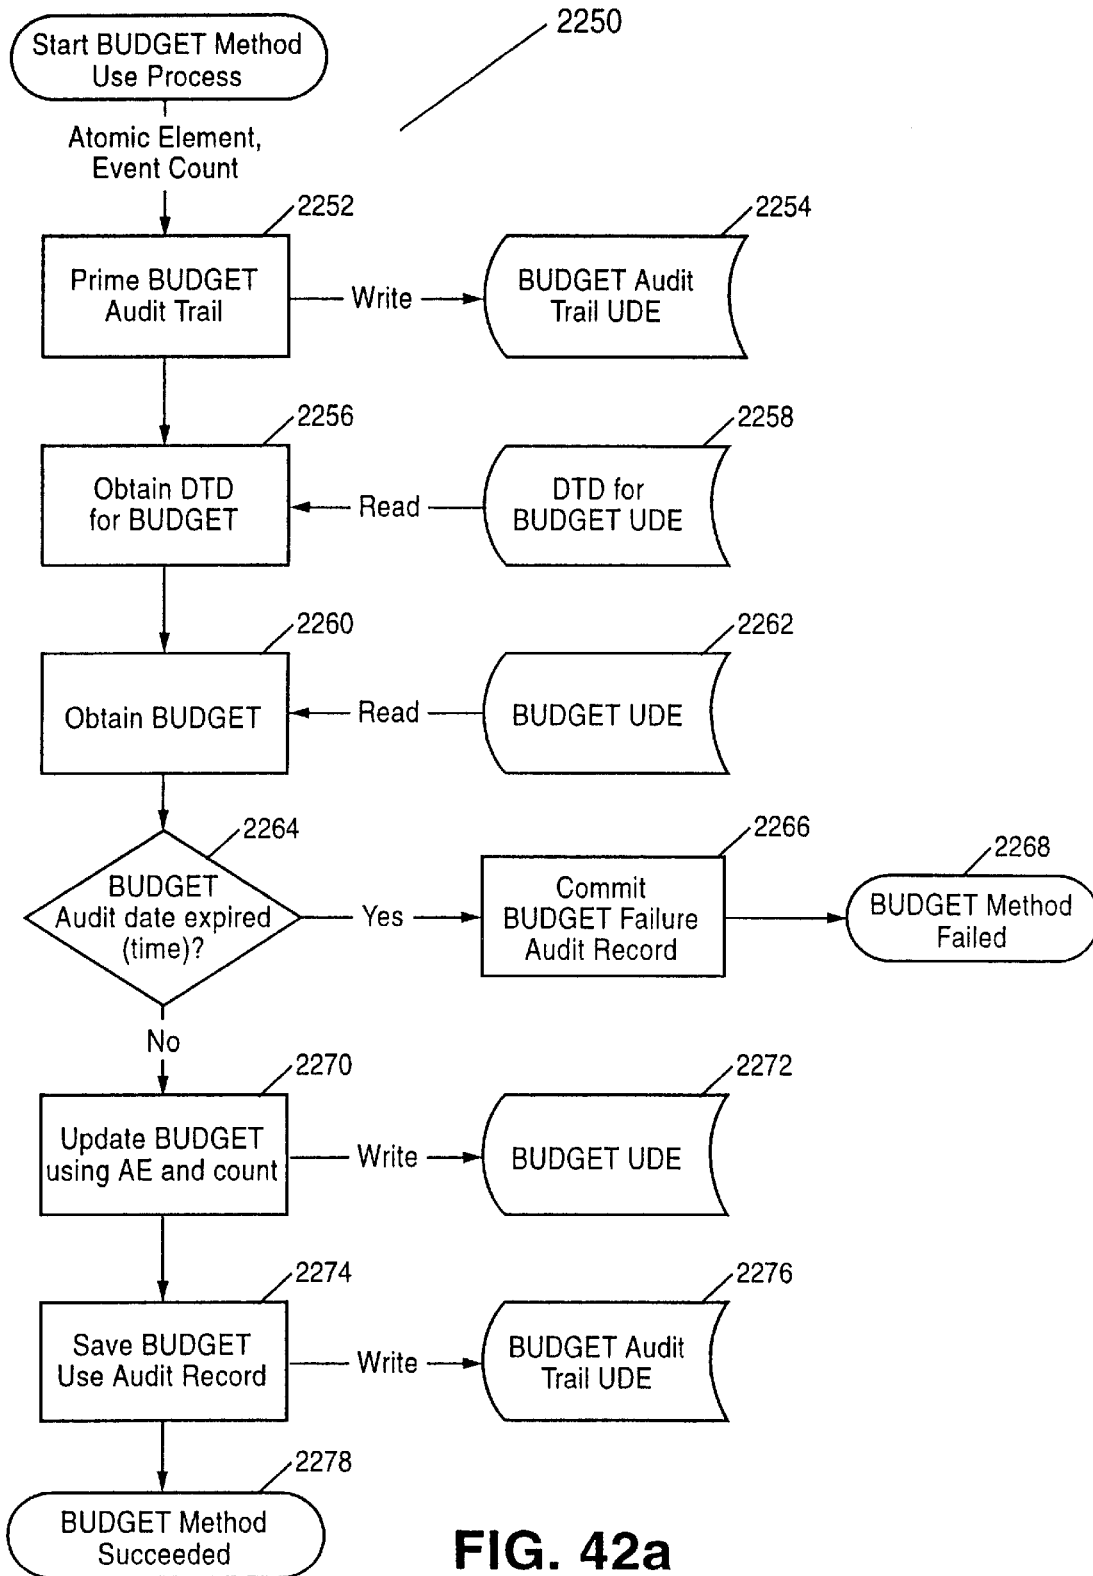 2250
Start BUDGET Method
Use Process
Atomic Element,
Event Count
2252
Prime BUDGET
Audit Trail
Write
2254
BUDGET Audit
Trail UDE
2256
Obtain DTD
for BUDGET
Read
2258
DTD for
BUDGET UDE
2260
Obtain BUDGET
Read
2262
BUDGET UDE
2264
BUDGET
Audit date expired
(time)?
Yes
2266
Commit
BUDGET Failure
Audit Record
2268
BUDGET Method
Failed
No
2270
Update BUDGET
using AE and count
Write
2272
BUDGET UDE
2274
Save BUDGET
Use Audit Record
Write
2276
BUDGET Audit
Trail UDE
2278
BUDGET Method
Succeeded
FIG. 42a